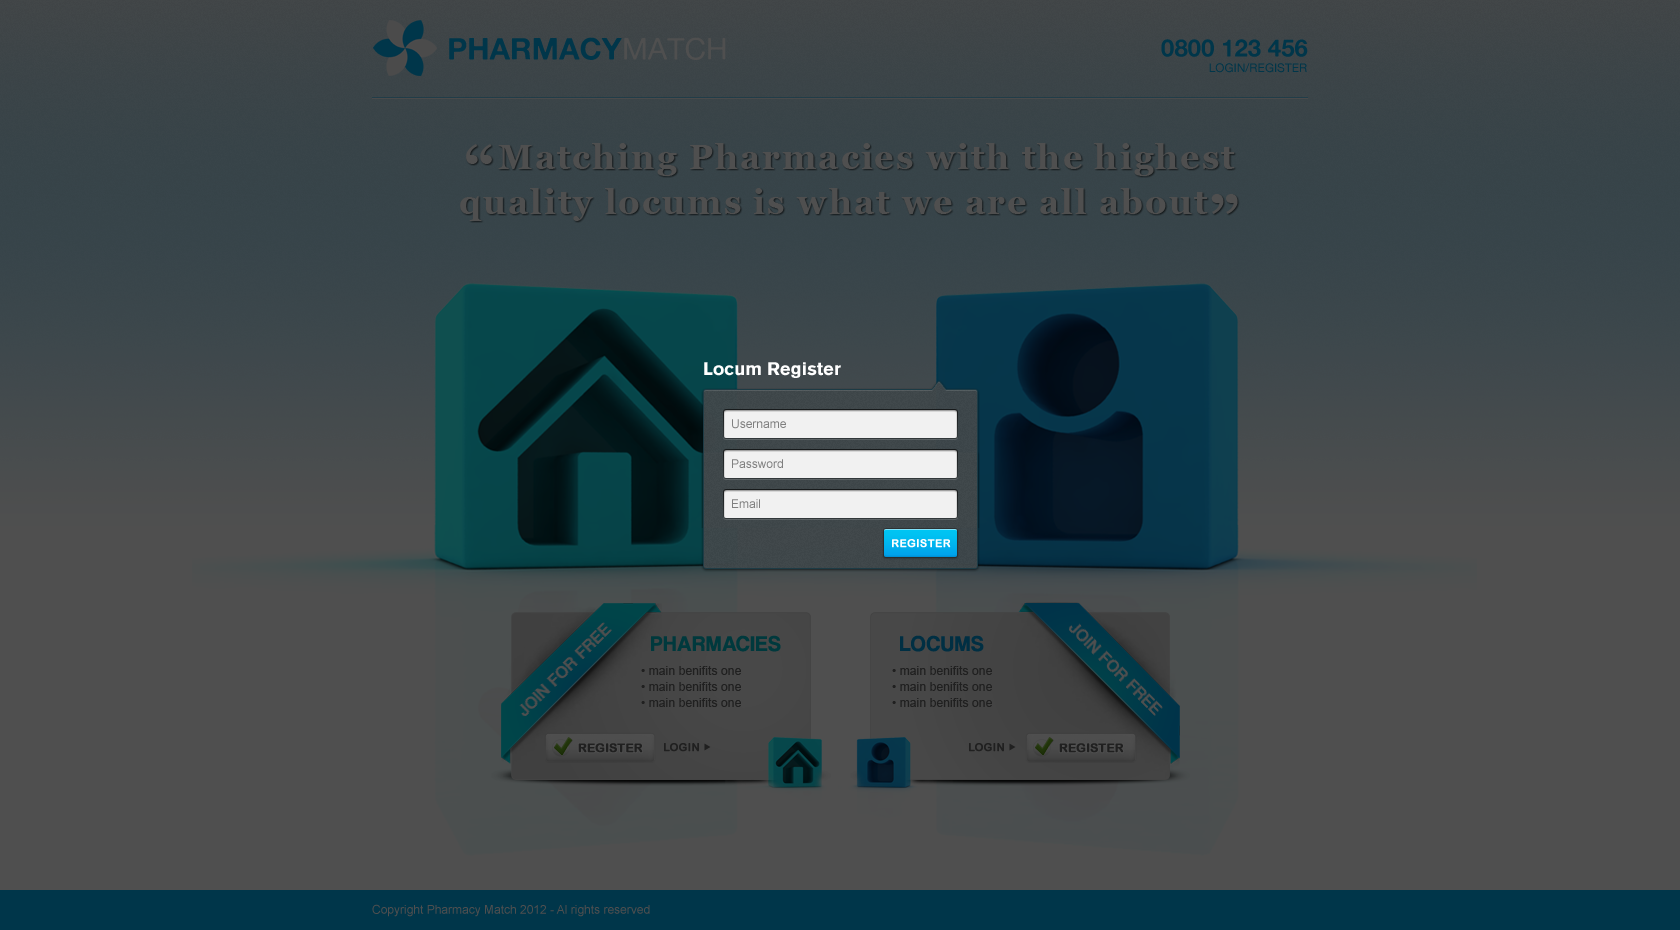 PHARMACYMATCH
0800 123 456
LOGIN/REGISTER
“Matching Pharmacies with the highest
quality locums is what we are all about”
Locum Register
Username
Password
Email
REGISTER
JOIN FOR FREE
PHARMACIES
• main benifits one
• main benifits one
• main benifits one
REGISTER
LOGIN
LOCUMS
• main benifits one
• main benifits one
• main benifits one
JOIN FOR FREE
LOGIN
REGISTER
Copyright Pharmacy Match 2012 - Al rights reserved